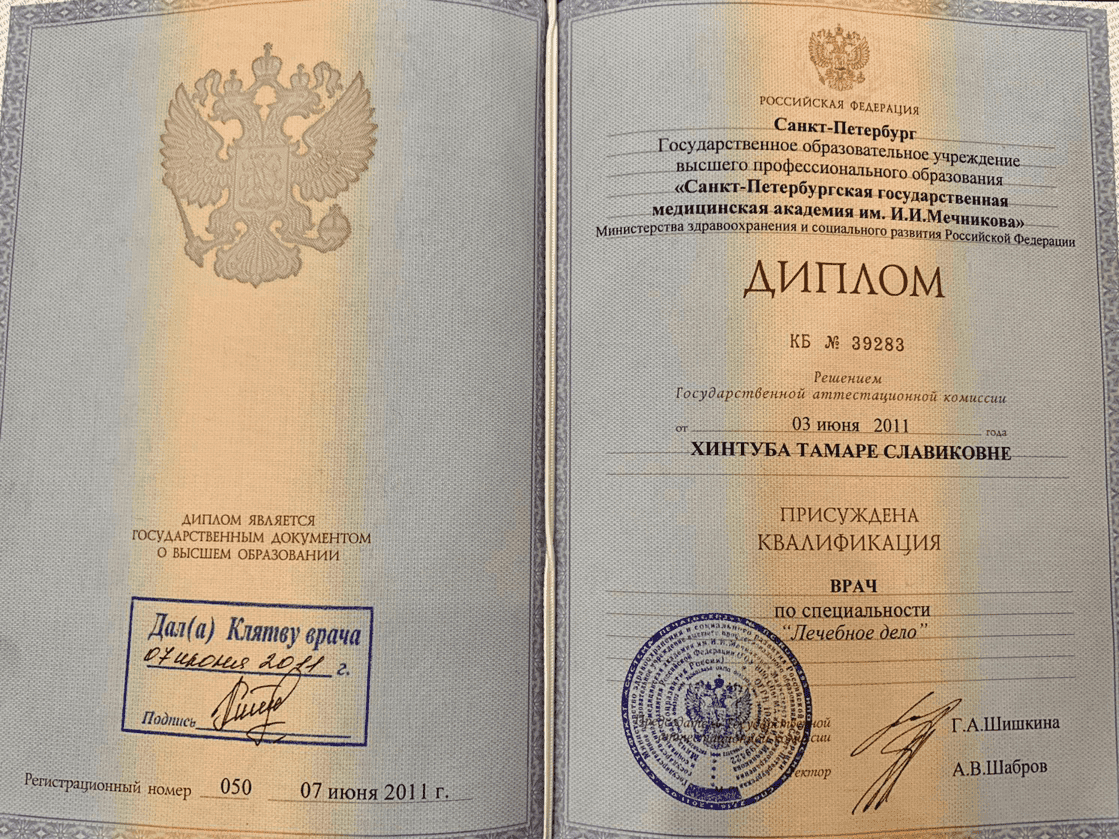 ДИПЛОМ ЯВЛЯЕТСЯ
ГОСУДАРСТВЕННЫМ ДОКУМЕНТОМ
О ВЫСШЕМ ОБРАЗОВАНИИ
Дал(а) Клятву врача
07 июня 2011 г.
Подпись
Регистрационный номер 050 07 июня 2011 г.
РОССИЙСКАЯ ФЕДЕРАЦИЯ
Санкт-Петербург
Государственное образовательное учреждение
высшего профессионального образования
«Санкт-Петербургская государственная
медицинская академия им. И.И.Мечникова»
Министерства здравоохранения и социального развития Российской Федерации
ДИПЛОМ
КБ № 39283
Решением
Государственной аттестационной комиссии
от 03 июня 2011 года
ХИНТУБА ТАМАРЕ СЛАВИКОВНЕ
ПРИСУЖДЕНА
КВАЛИФИКАЦИЯ
ВРАЧ
по специальности
“Лечебное дело”
Г.А.Шишкина
А.В.Шабров